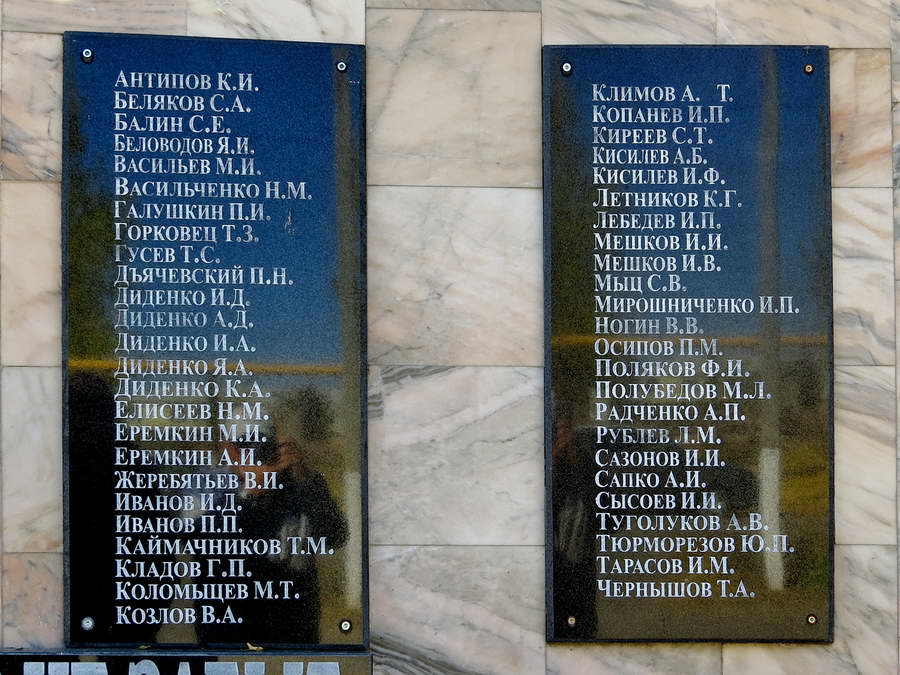 Антипов К.И.
Беляков С.А.
Балин С.Е.
Беловодов Я.И.
Васильев М.И.
Васильченко Н.М.
Галушкин П.И.
Горковец Т.З.
Гусев Т.С.
Дъячевский П.Н.
Диденко И.Д.
Диденко А.Д.
Диденко И.А.
Диденко Я.А.
Диденко К.А.
Елисеев Н.М.
Еремкин М.И.
Еремкин А.И.
Жеребятьев В.И.
Иванов И.Д.
Иванов П.П.
Каймачников Т.М.
Кладов Г.П.
Коломыцев М.Т.
Козлов В.А.
Климов А. Т.
Копанев И.П.
Киреев С.Т.
Кисилев А.Б.
Кисилев И.Ф.
Летников К.Г.
Лебедев И.П.
Мешков И.И.
Мешков И.В.
Мыц С.В.
Мирошниченко И.П.
Ногин В.В.
Осипов П.М.
Поляков Ф.И.
Полубедов М.Л.
Радченко А.П.
Рублев Л.М.
Сазонов И.И.
Сапко А.И.
Сысоев И.И.
Туголуков А.В.
Тюрморезов Ю.П.
Тарасов И.М.
Чернышов Т.А.